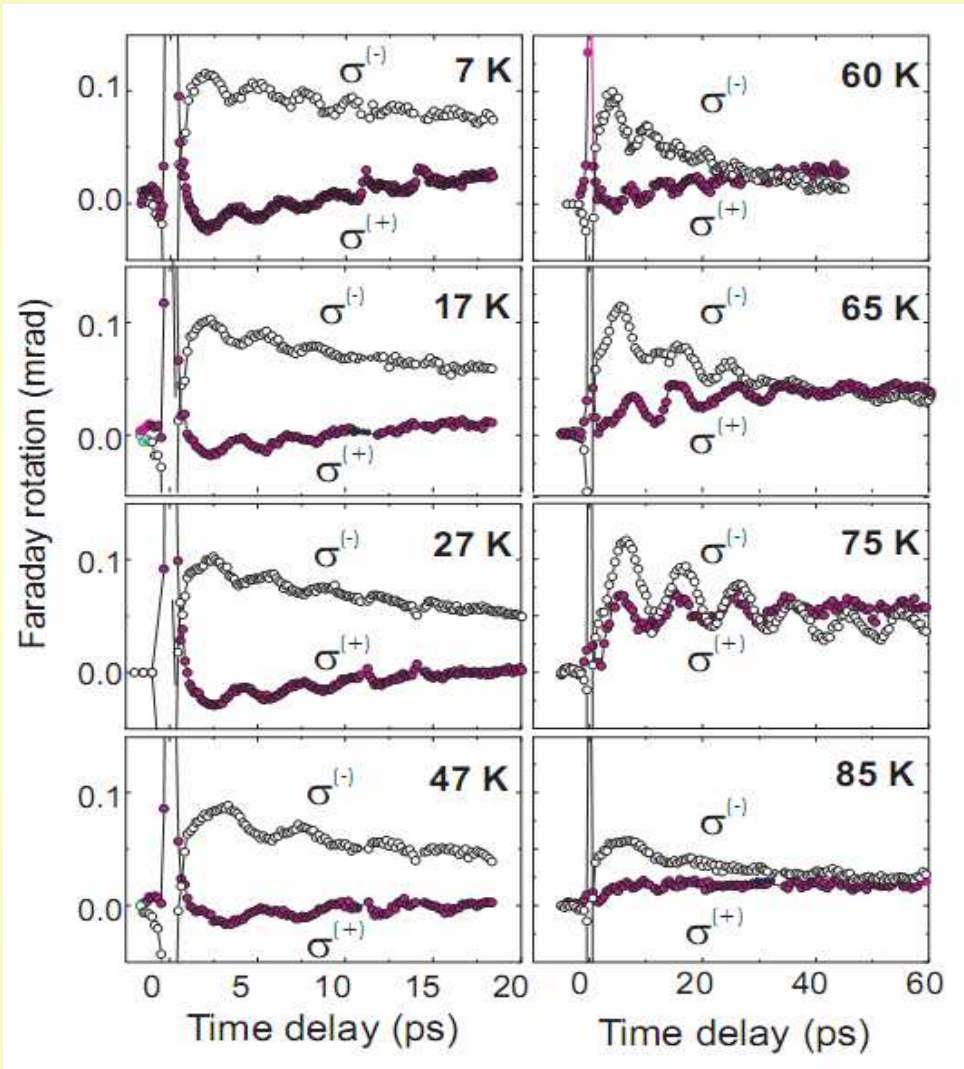 Faraday rotation (mrad)
0.1
0.0
σ(-)
7 K
σ(+)
σ(-)
60 K
σ(+)
0.1
0.0
σ(-)
17 K
σ(+)
σ(-)
65 K
σ(+)
0.1
0.0
σ(-)
27 K
σ(+)
σ(-)
75 K
σ(+)
0.1
0.0
σ(-)
47 K
σ(+)
σ(-)
85 K
σ(+)
0 5 10 15 20
0 20 40 60
Time delay (ps)
Time delay (ps)